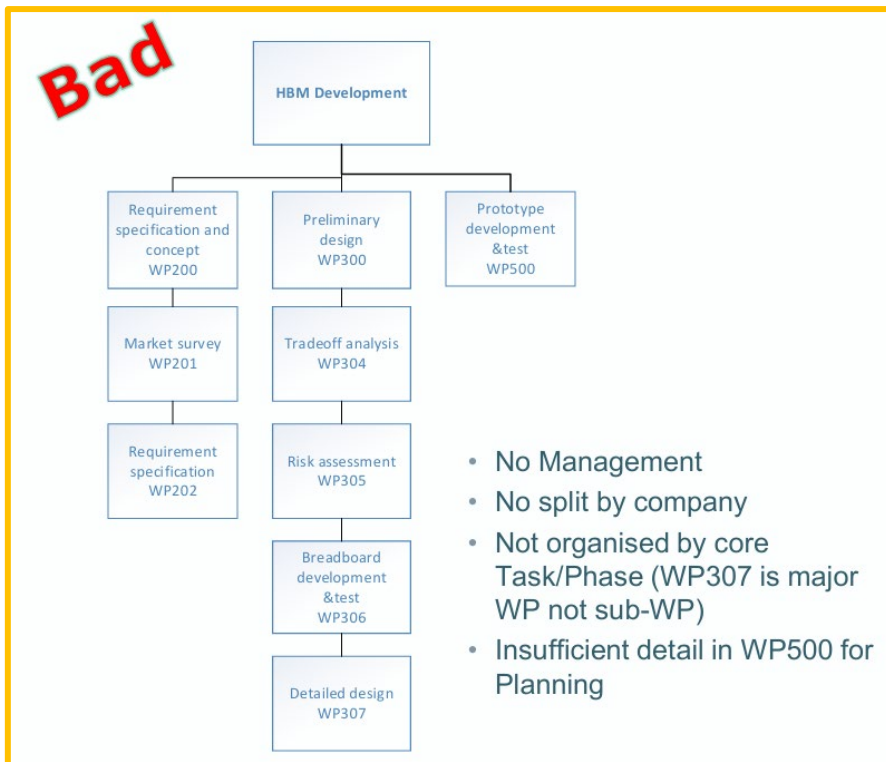 Bad
HBM Development
Requirement
specification and
concept
WP200
Preliminary
design
WP300
Prototype
development
&test
WP500
Market survey
WP201
Tradeoff analysis
WP304
Requirement
specification
WP202
Risk assessment
WP305
Breadboard
development
&test
WP306
Detailed design
WP307
• No Management
• No split by company
• Not organised by core
Task/Phase (WP307 is major
WP not sub-WP)
• Insufficient detail in WP500 for
Planning